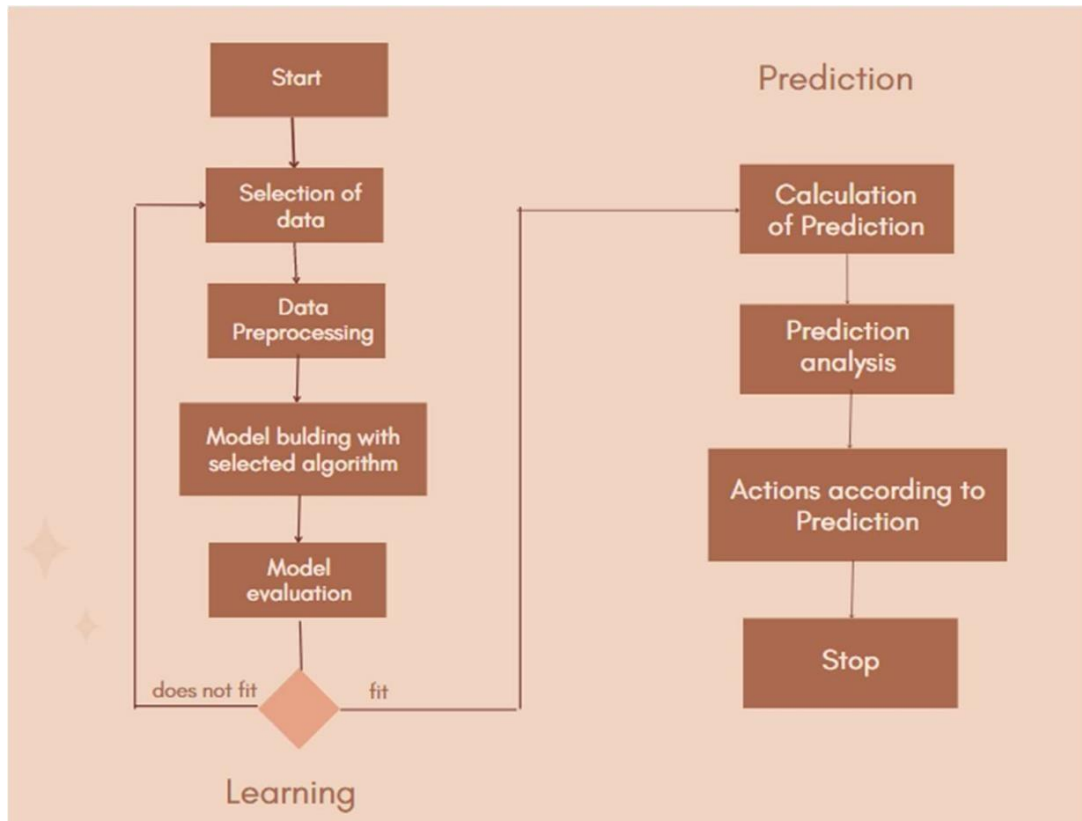 Start
Selection of
data
Data
Preprocessing
Model bulding with
selected algorithm
Model
evaluation
does not fit
fit
Learning
Prediction
Calculation
of Prediction
Prediction
analysis
Actions according to
Prediction
Stop